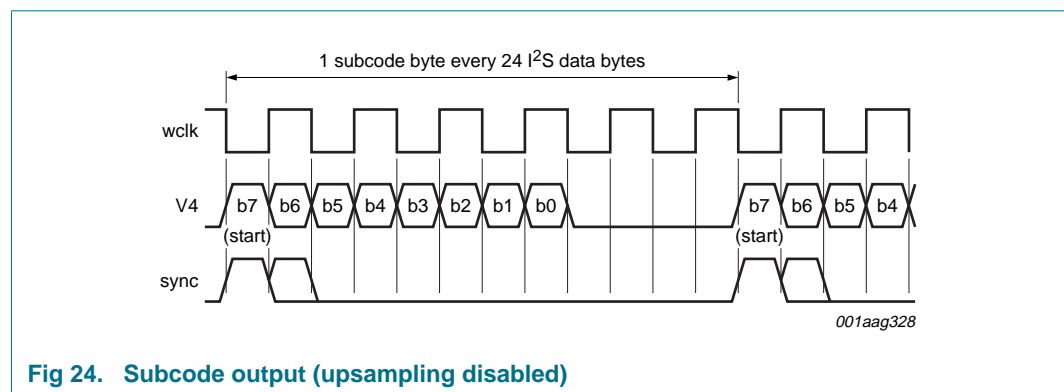 1 subcode byte every 24 I2S data bytes
wclk
V4 b7 b6 b5 b4 b3 b2 b1 b0 b7 b6 b5 b4
(start) (start)
sync
001aag328
Fig 24. Subcode output (upsampling disabled)